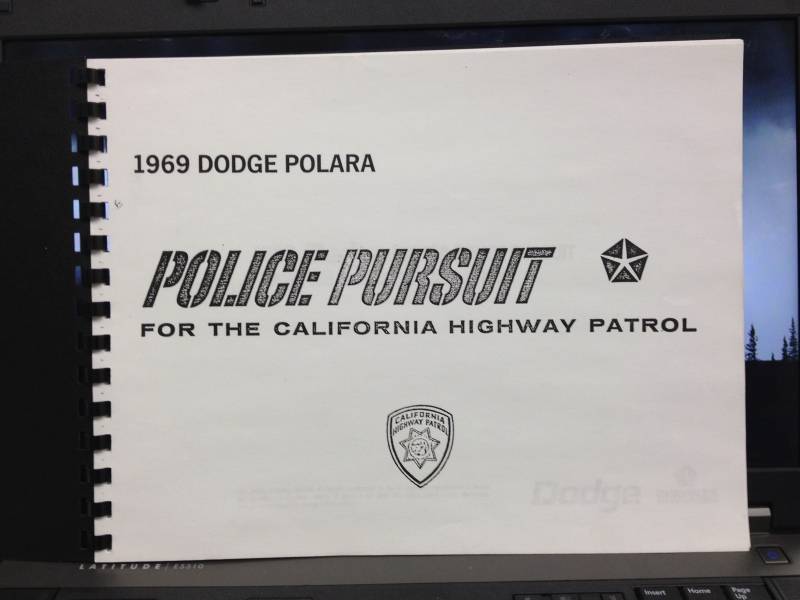 1969 DODGE POLARA
POLICE PURSUIT
FOR THE CALIFORNIA HIGHWAY PATROL
CALIFORNIA
HIGHWAY PATROL
Dodge
LATITUDE E5510
Insert
Home
Page
Up